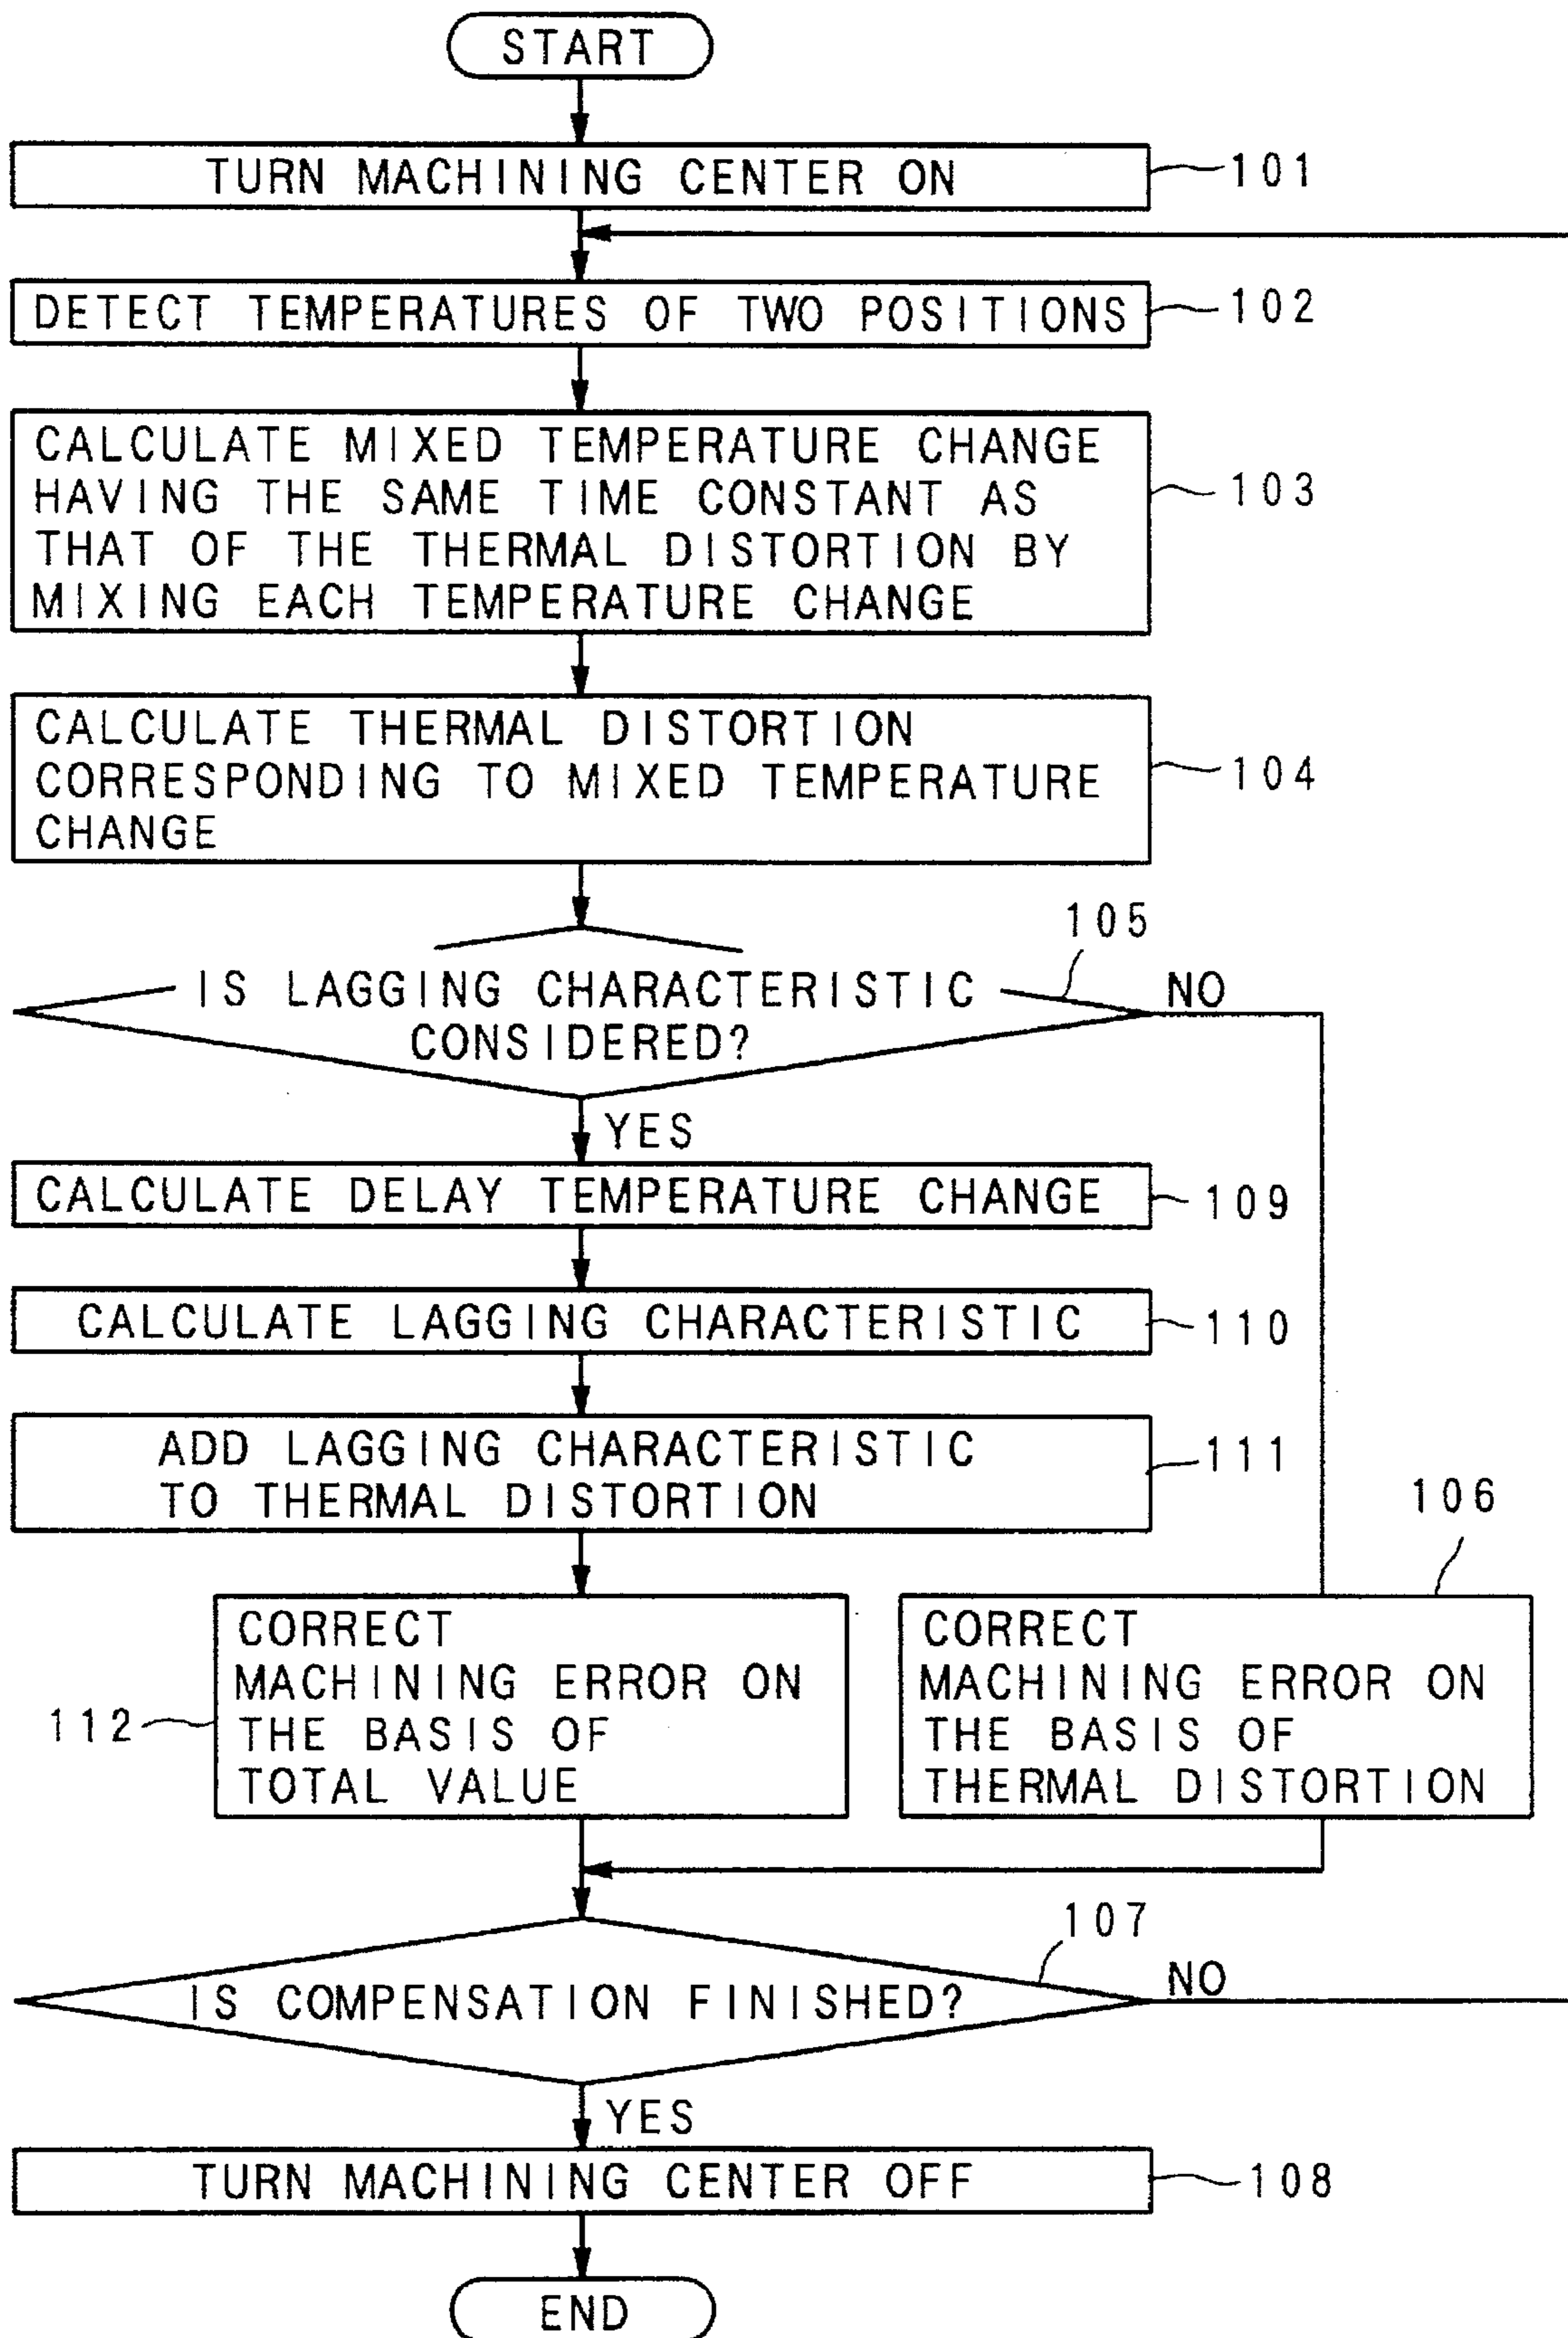 START
TURN MACHINING CENTER ON
101
DETECT TEMPERATURES OF TWO POSITIONS
102
CALCULATE MIXED TEMPERATURE CHANGE
HAVING THE SAME TIME CONSTANT AS
THAT OF THE THERMAL DISTORTION BY
MIXING EACH TEMPERATURE CHANGE
103
CALCULATE THERMAL DISTORTION
CORRESPONDING TO MIXED TEMPERATURE
CHANGE
104
105
IS LAGGING CHARACTERISTIC
CONSIDERED?
NO
YES
CALCULATE DELAY TEMPERATURE CHANGE
109
CALCULATE LAGGING CHARACTERISTIC
110
ADD LAGGING CHARACTERISTIC
TO THERMAL DISTORTION
111
106
CORRECT
MACHINING ERROR ON
THE BASIS OF
TOTAL VALUE
112
CORRECT
MACHINING ERROR ON
THE BASIS OF
THERMAL DISTORTION
107
IS COMPENSATION FINISHED?
NO
YES
TURN MACHINING CENTER OFF
108
END